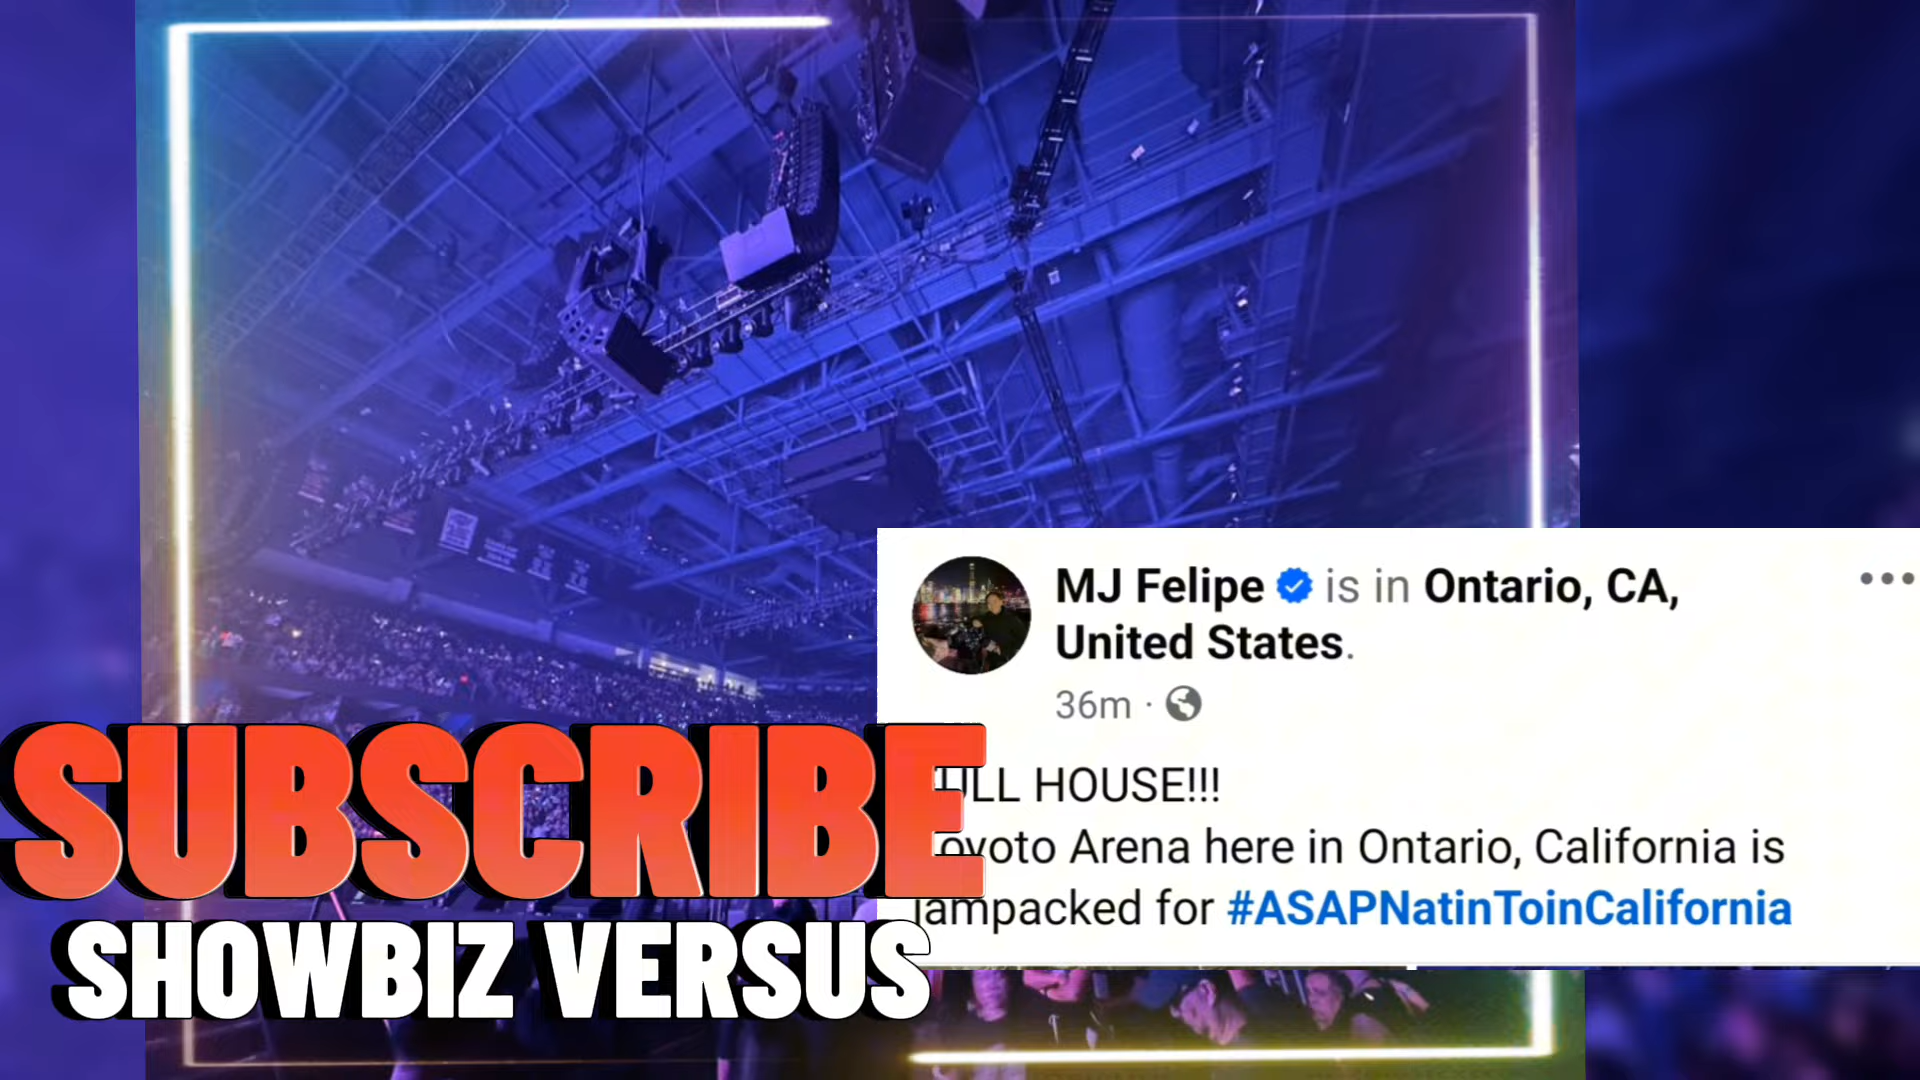 MJ Felipe is in Ontario, CA,
United States.
36m ·
ULL HOUSE!!!
oyoto Arena here in Ontario, California is
jampacked for #ASAPNatinToinCalifornia
SUBSCRIBE
SHOWBIZ VERSUS